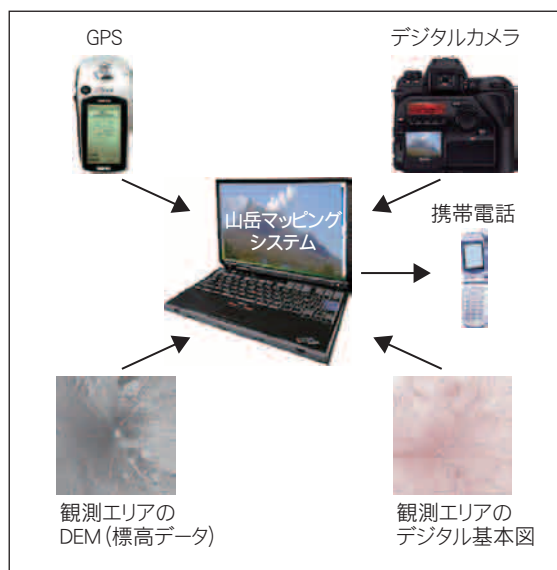 GPS
デジタルカメラ
山岳マッピング
システム
携帯電話
観測エリアの
DEM(標高データ)
観測エリアの
デジタル基本図